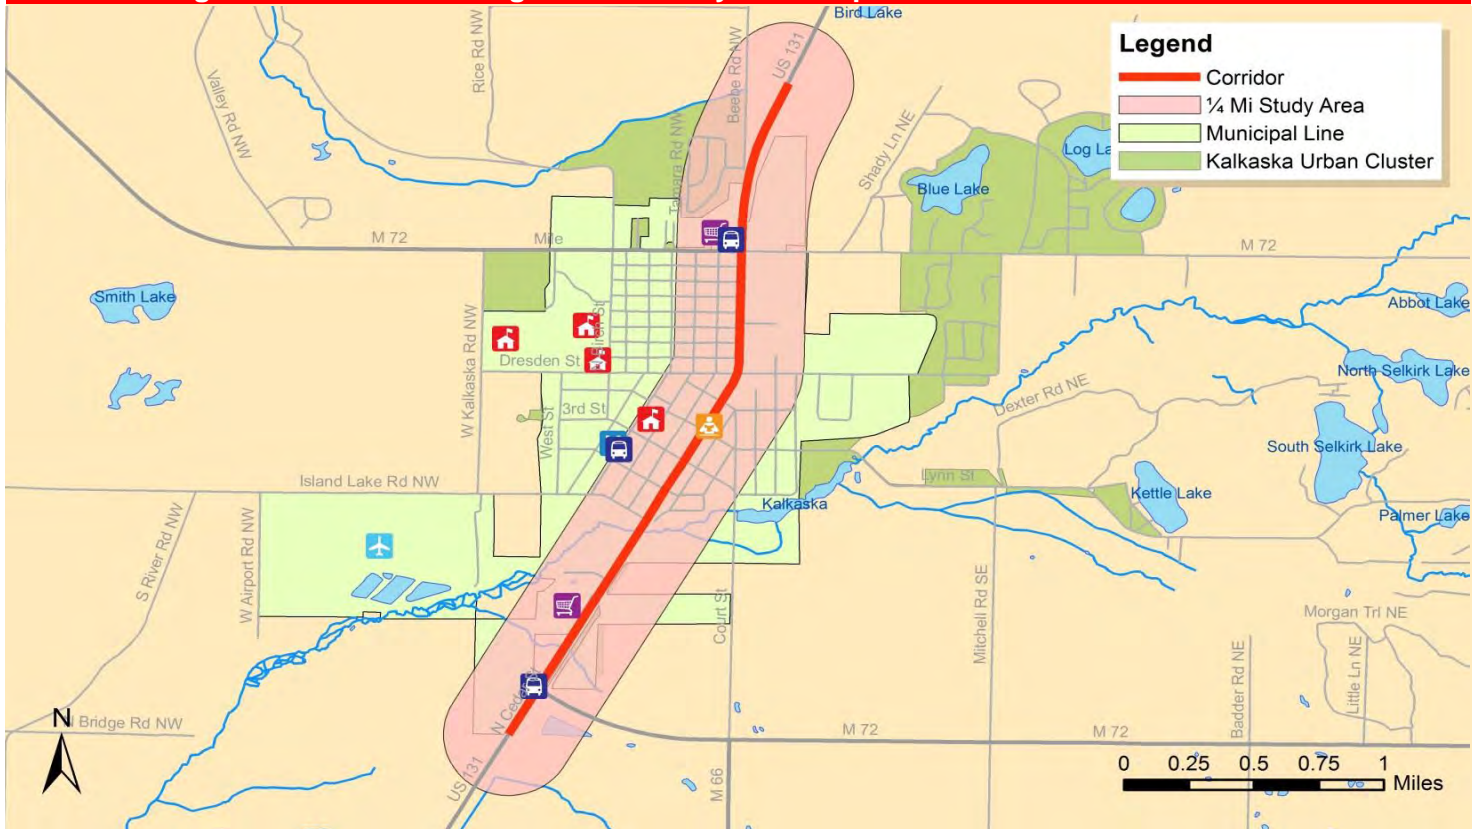 Bird Lake
Legend
Corridor
¼ Mi Study Area
Municipal Line
Kalkaska Urban Cluster
US 131
Rice Rd NW
Beebe Rd NW
Valley Rd NW
Tamara Rd NW
Shady Ln NE
Blue Lake
M 72
Mile
M 72
Smith Lake
Abbot Lake
W Kalkaska Rd NW
Dresden St
North Selkirk Lake
Dexter Rd NE
3rd St
West St
South Selkirk Lake
Island Lake Rd NW
Lynn St
Kettle Lake
Kalkaska
Palmer Lake
S River Rd NW
W Airport Rd NW
Court St
Mitchell Rd SE
Morgan Trl NE
Badder Rd NE
Little Ln NE
N
Bridge Rd NW
M 72
M 72
US 131
M 66
0 0.25 0.5 0.75 1
Miles